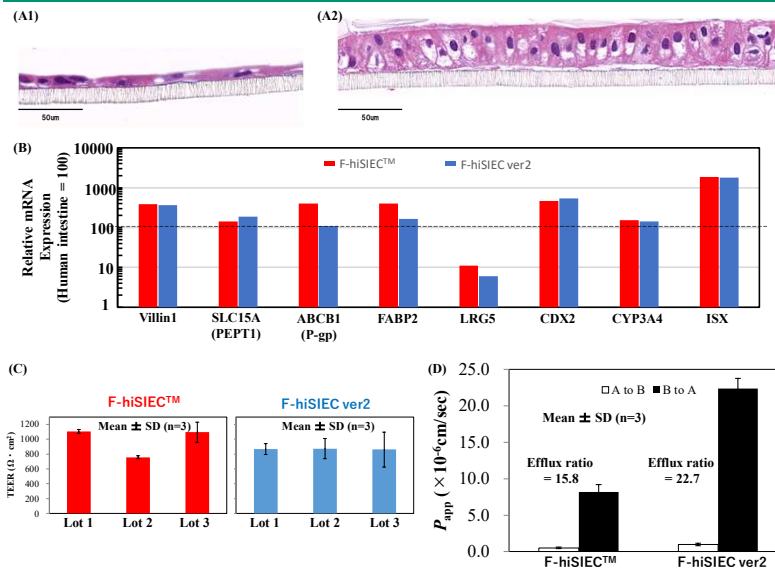 (A1)
(A2)
50um
50um
(B)
Relative mRNA
Expression
(Human intestine = 100)
10000
1000
100
10
1
F-hiSIEC™
F-hiSIEC ver2
Villin1
SLC15A
(PEPT1)
ABCB1
(P-gp)
FABP2
LRG5
CDX2
CYP3A4
ISX
(C)
F-hiSIEC™
F-hiSIEC ver2
TEER (Ω・cm²)
1200
1000
800
600
400
200
0
Mean ± SD (n=3)
Mean ± SD (n=3)
Lot 1
Lot 2
Lot 3
Lot 1
Lot 2
Lot 3
(D)
Papp (×10⁻⁶cm/sec)
25.0
20.0
15.0
10.0
5.0
0.0
A to B
B to A
Mean ± SD (n=3)
Efflux ratio
= 15.8
Efflux ratio
= 22.7
F-hiSIEC™
F-hiSIEC ver2